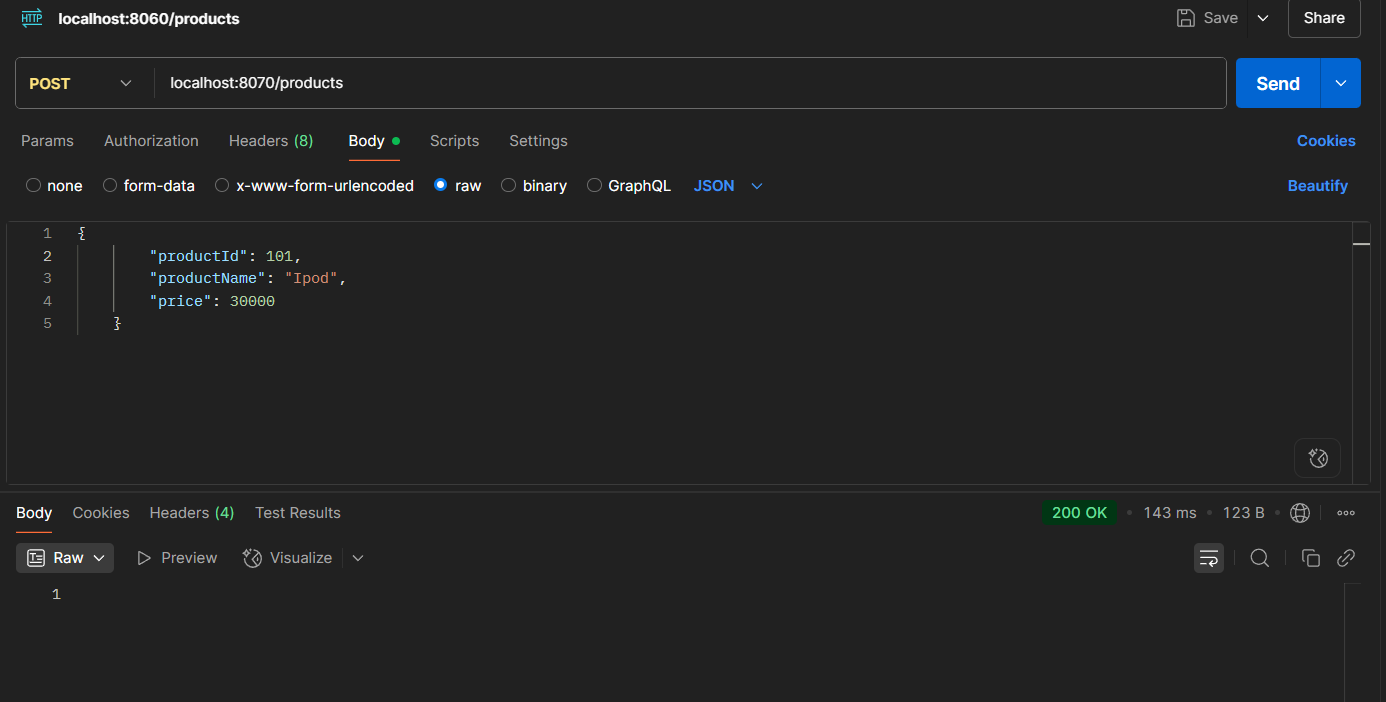 HTTP localhost:8060/products Save Share
POST localhost:8070/products Send
Params Authorization Headers (8) Body Scripts Settings Cookies
none form-data x-www-form-urlencoded raw binary GraphQL JSON Beautify
1 {
2 "productId": 101,
3 "productName": "Ipod",
4 "price": 30000
5 }
Body Cookies Headers (4) Test Results 200 OK • 143 ms • 123 B •
Raw Preview Visualize
1